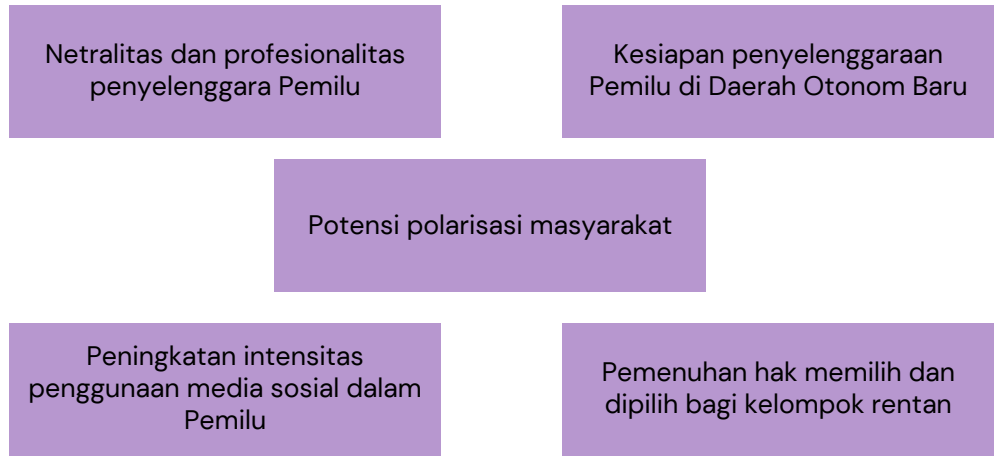 Netralitas dan profesionalitas
penyelenggara Pemilu
Kesiapan penyelenggaraan
Pemilu di Daerah Otonom Baru
Potensi polarisasi masyarakat
Peningkatan intensitas
penggunaan media sosial dalam
Pemilu
Pemenuhan hak memilih dan
dipilih bagi kelompok rentan